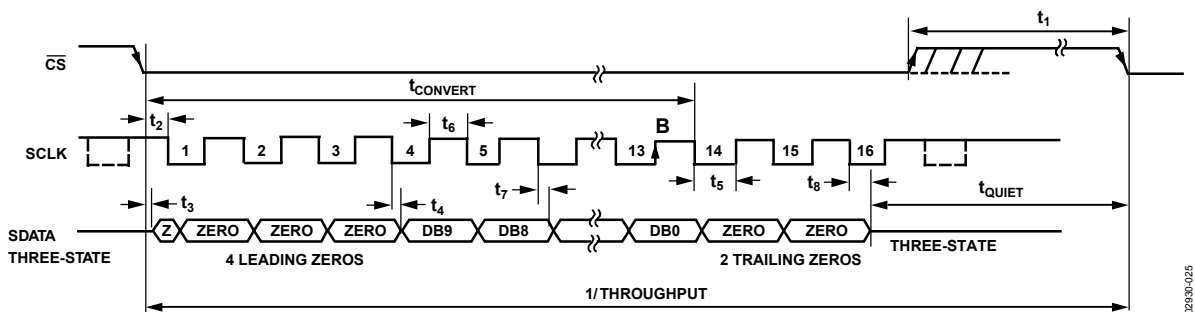 t1
CS
tCONVERT
t2
t6
B
SCLK
1
2
3
4
5
13
14
15
16
t7
t5
t8
tQUIET
t3
t4
SDATA
THREE-STATE
Z
ZERO
ZERO
ZERO
DB9
DB8
DB0
ZERO
ZERO
THREE-STATE
4 LEADING ZEROS
2 TRAILING ZEROS
1/THROUGHPUT
02930-025